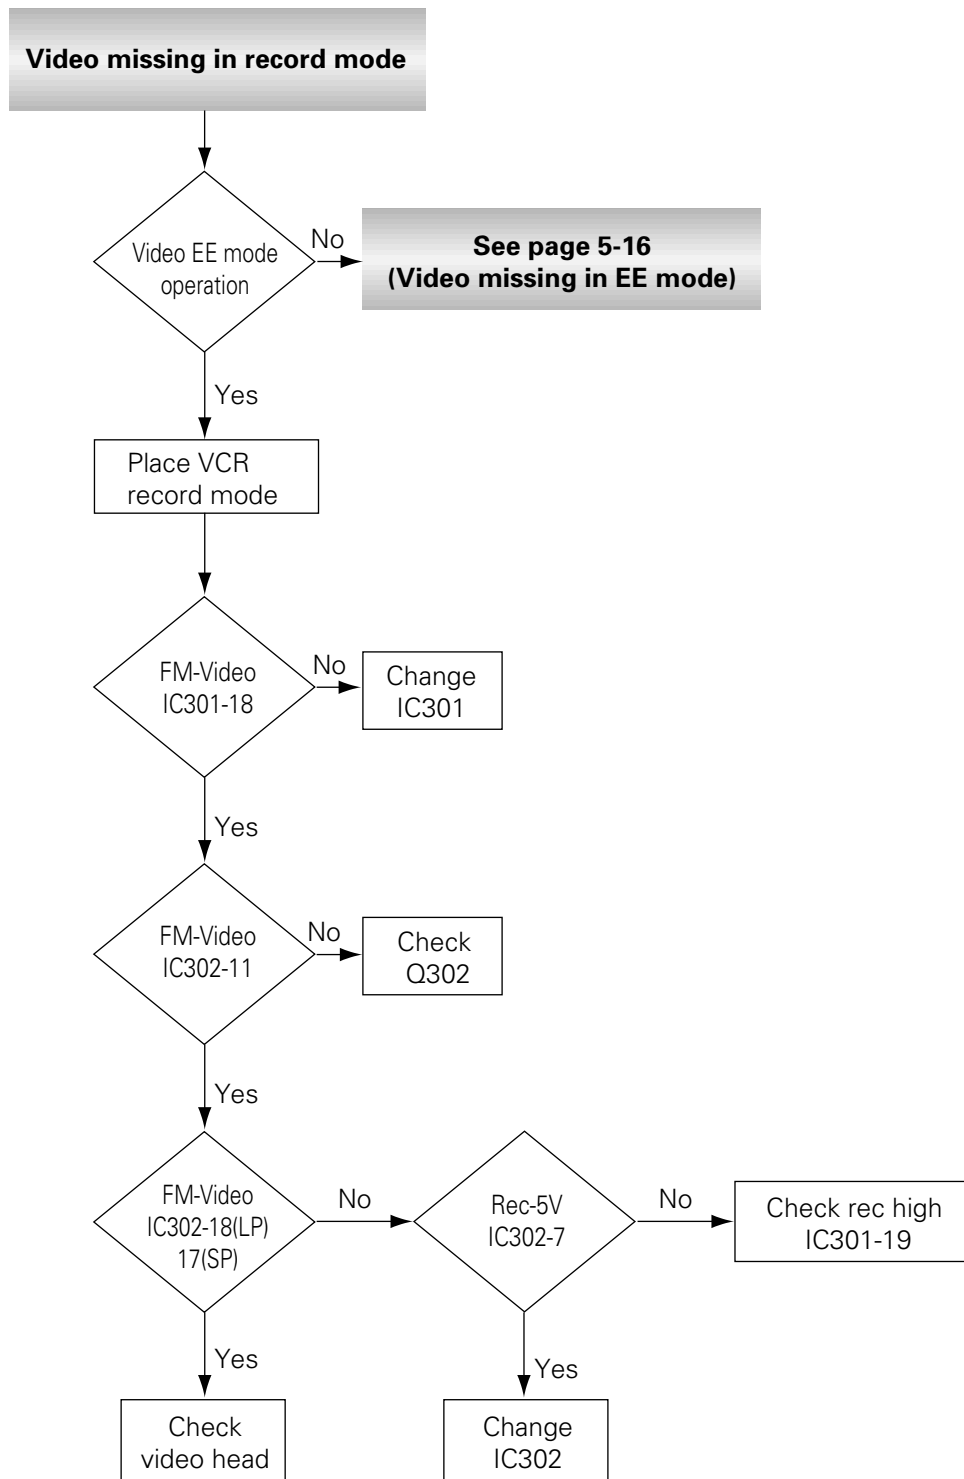 Video missing in record mode
Video EE mode
operation
No
See page 5-16
(Video missing in EE mode)
Yes
Place VCR
record mode
FM-Video
IC301-18
No
Change
IC301
Yes
FM-Video
IC302-11
No
Check
Q302
Yes
FM-Video
IC302-18(LP)
17(SP)
No
Rec-5V
IC302-7
No
Check rec high
IC301-19
Yes
Check
video head
Yes
Change
IC302